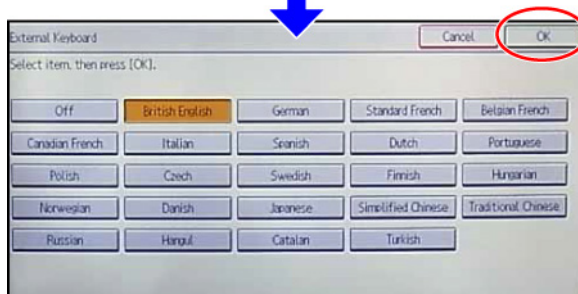 External Keyboard
Cancel
OK
Select item, then press [OK].
Off
British English
German
Standard French
Belgian French
Canadian French
Italian
Spanish
Dutch
Portuguese
Polish
Czech
Swedish
Finnish
Hungarian
Norwegian
Danish
Japanese
Simplified Chinese
Traditional Chinese
Russian
Hangul
Catalan
Turkish